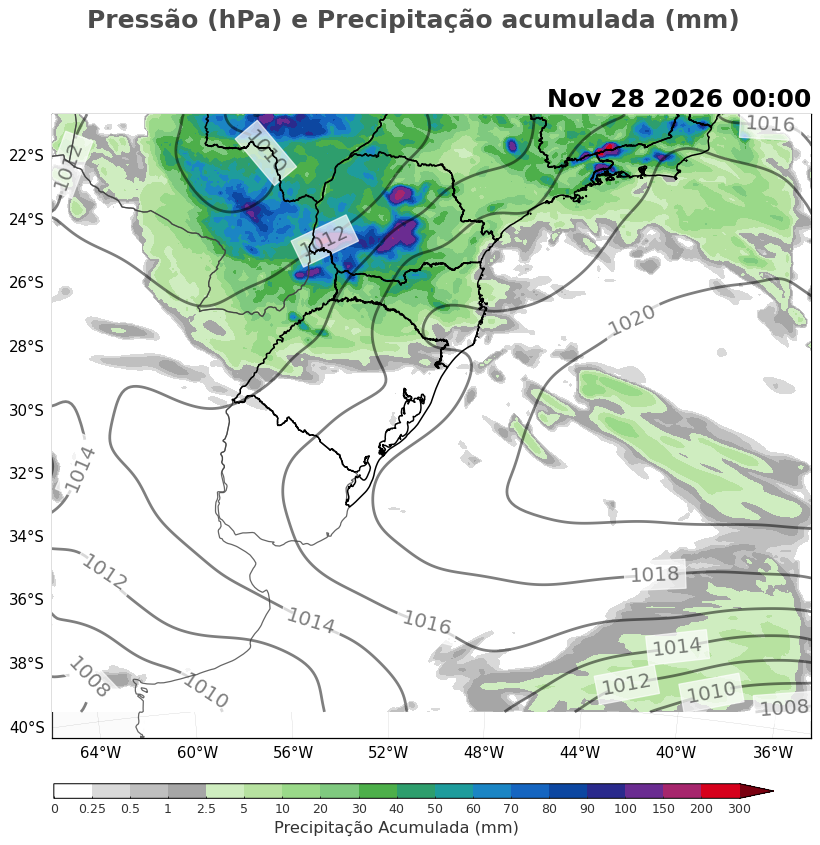 Pressão (hPa) e Precipitação acumulada (mm)
Nov 28 2026 00:00
1016
1010
1012
22°S
1012
24°S
26°S
1020
28°S
30°S
1014
32°S
34°S
1012
1018
36°S
1014
1016
1014
38°S
1008
1010
1012
1010
1008
40°S
64°W 60°W 56°W 52°W 48°W 44°W 40°W 36°W
0 0.25 0.5 1 2.5 5 10 20 30 40 50 60 70 80 90 100 150 200 300
Precipitação Acumulada (mm)